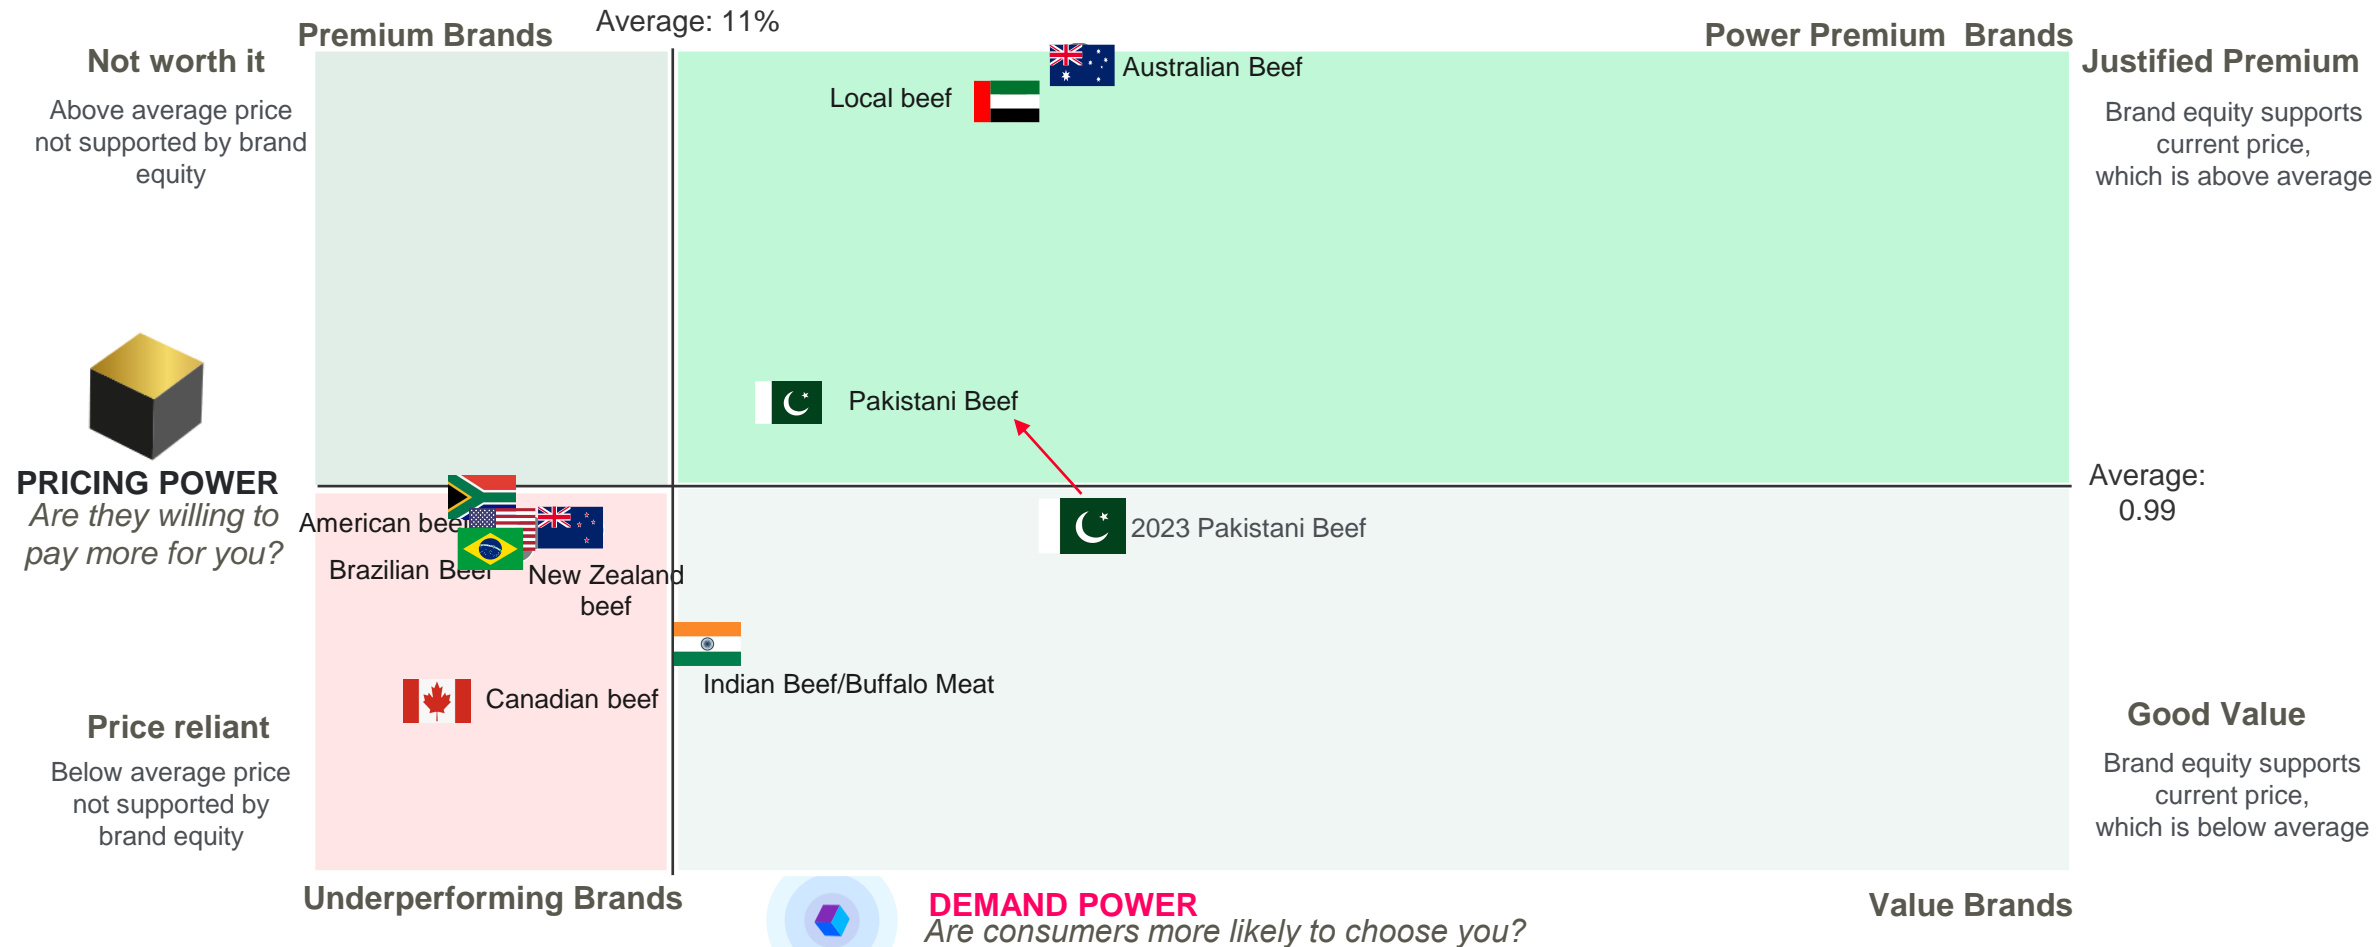 Average: 11%
Premium Brands
Power Premium  Brands
Not worth it
Above average price
not supported by brand
equity
Justified Premium
Brand equity supports
current price,
which is above average
Australian Beef
Local beef
Pakistani Beef
PRICING POWER
Are they willing to
pay more for you?
Average:
0.99
American beef
2023 Pakistani Beef
Brazilian Beef
New Zealand
beef
Indian Beef/Buffalo Meat
Canadian beef
Price reliant
Below average price
not supported by
brand equity
Good Value
Brand equity supports
current price,
which is below average
Underperforming Brands
DEMAND POWER
Are consumers more likely to choose you?
Value Brands